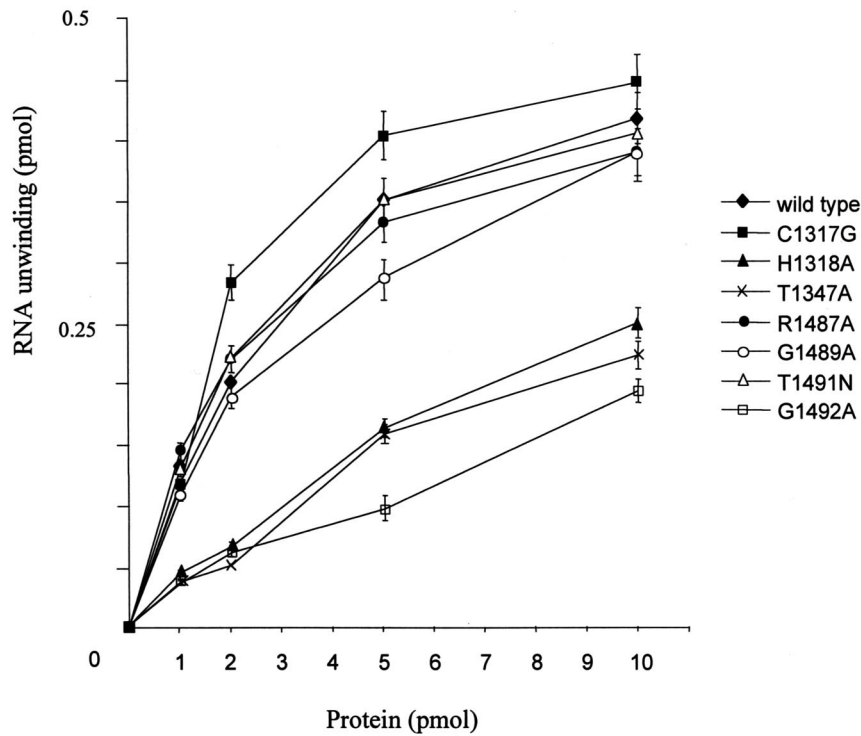 0.5
RNA unwinding (pmol)
0.25
0
1 2 3 4 5 6 7 8 9 10
Protein (pmol)
wild type
C1317G
H1318A
T1347A
R1487A
G1489A
T1491N
G1492A